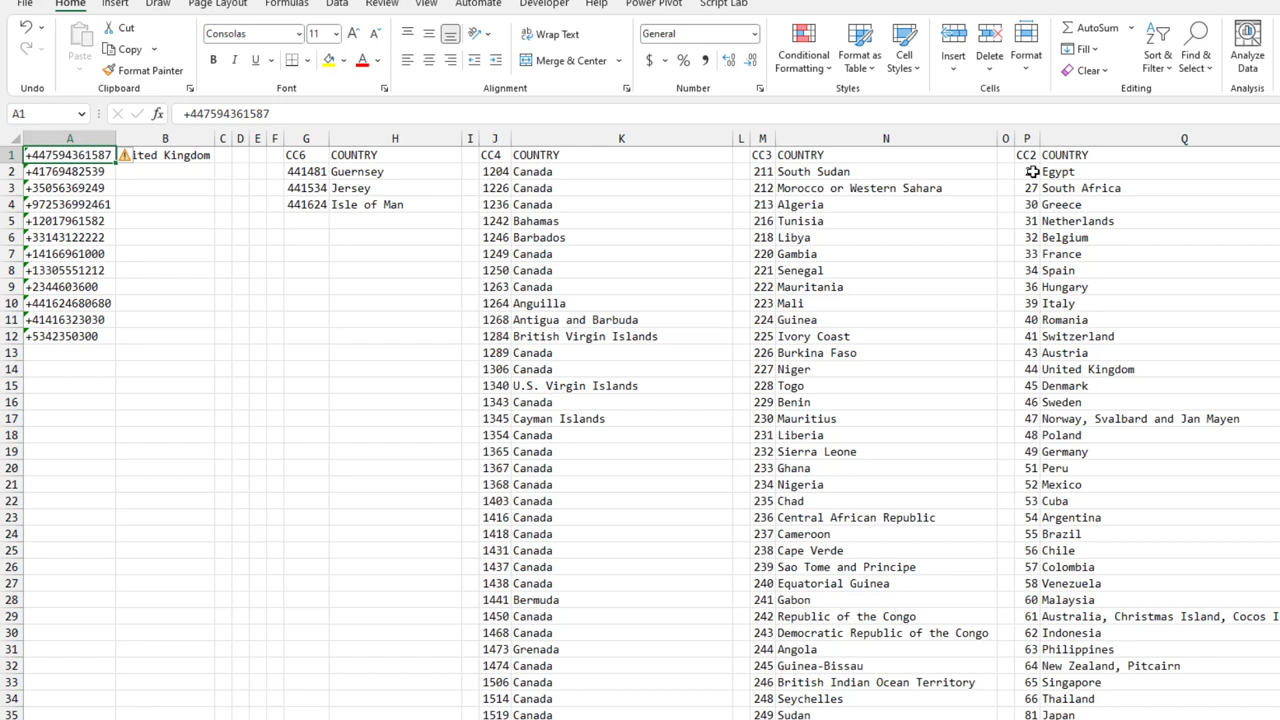 File Home Insert Draw Page Layout Formulas Data Review View Automate Developer Help Power Pivot Script Lab
Cut Consolas 11 Wrap Text General AutoSum
Paste Copy Conditional Format as Cell Insert Delete Format Fill Sort & Find & Analyze
Format Painter B I U A Merge & Center $ % Formatting Table Styles Clear Filter Select Data
Undo Clipboard Font Alignment Number Styles Cells Editing Analysis
A1 fx +447594361587
A B C D E F G H I J K L M N O P Q
1 +447594361587 ited Kingdom CC6 COUNTRY CC4 COUNTRY CC3 COUNTRY CC2 COUNTRY
2 +41769482539 441481 Guernsey 1204 Canada 211 South Sudan Egypt
3 +35056369249 441534 Jersey 1226 Canada 212 Morocco or Western Sahara 27 South Africa
4 +972536992461 441624 Isle of Man 1236 Canada 213 Algeria 30 Greece
5 +12017961582 1242 Bahamas 216 Tunisia 31 Netherlands
6 +33143122222 1246 Barbados 218 Libya 32 Belgium
7 +14166961000 1249 Canada 220 Gambia 33 France
8 +13305551212 1250 Canada 221 Senegal 34 Spain
9 +2344603600 1263 Canada 222 Mauritania 36 Hungary
10 +441624680680 1264 Anguilla 223 Mali 39 Italy
11 +41416323030 1268 Antigua and Barbuda 224 Guinea 40 Romania
12 +5342350300 1284 British Virgin Islands 225 Ivory Coast 41 Switzerland
13 1289 Canada 226 Burkina Faso 43 Austria
14 1306 Canada 227 Niger 44 United Kingdom
15 1340 U.S. Virgin Islands 228 Togo 45 Denmark
16 1343 Canada 229 Benin 46 Sweden
17 1345 Cayman Islands 230 Mauritius 47 Norway, Svalbard and Jan Mayen
18 1354 Canada 231 Liberia 48 Poland
19 1365 Canada 232 Sierra Leone 49 Germany
20 1367 Canada 233 Ghana 51 Peru
21 1368 Canada 234 Nigeria 52 Mexico
22 1403 Canada 235 Chad 53 Cuba
23 1416 Canada 236 Central African Republic 54 Argentina
24 1418 Canada 237 Cameroon 55 Brazil
25 1431 Canada 238 Cape Verde 56 Chile
26 1437 Canada 239 Sao Tome and Principe 57 Colombia
27 1438 Canada 240 Equatorial Guinea 58 Venezuela
28 1441 Bermuda 241 Gabon 60 Malaysia
29 1450 Canada 242 Republic of the Congo 61 Australia, Christmas Island, Cocos I
30 1468 Canada 243 Democratic Republic of the Congo 62 Indonesia
31 1473 Grenada 244 Angola 63 Philippines
32 1474 Canada 245 Guinea-Bissau 64 New Zealand, Pitcairn
33 1506 Canada 246 British Indian Ocean Territory 65 Singapore
34 1514 Canada 248 Seychelles 66 Thailand
35 1519 Canada 249 Sudan 81 Japan